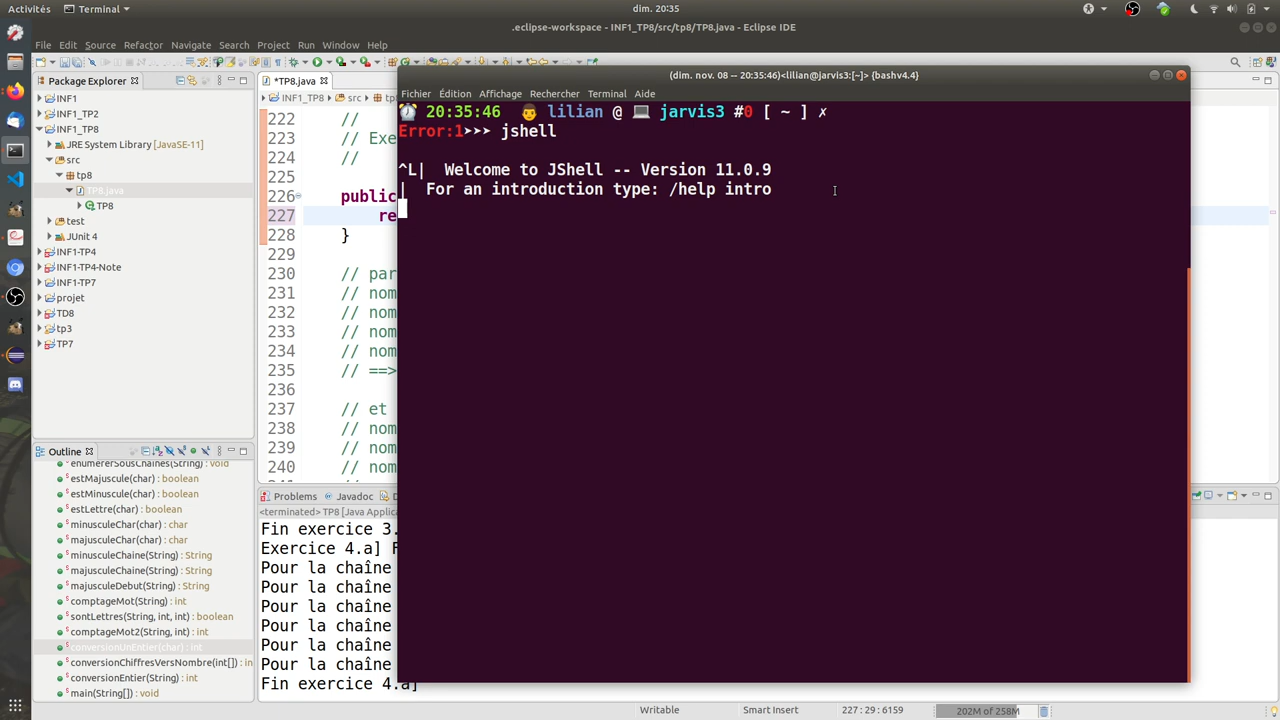 Activités
Terminal
dim. 20:35
.eclipse-workspace - INF1_TP8/src/tp8/TP8.java - Eclipse IDE
File Edit Source Refactor Navigate Search Project Run Window Help
Package Explorer
INF1
INF1_TP2
INF1_TP8
JRE System Library [JavaSE-11]
src
tp8
TP8.java
TP8
test
JUnit 4
INF1-TP4
INF1-TP4-Note
INF1-TP7
projet
TD8
tp3
TP7
Outline
enumererSousChaines(String) : void
estMajuscule(char) : boolean
estMinuscule(char) : boolean
estLettre(char) : boolean
minusculeChar(char) : char
majusculeChar(char) : char
minusculeChaine(String) : String
majusculeChaine(String) : String
majusculeDebut(String) : String
comptageMot(String) : int
sontLettres(String, int, int) : boolean
comptageMot2(String, int) : int
conversionUnEntier(char) : int
conversionChiffresVersNombre(int[]) : in
conversionEntier(String) : int
main(String[]) : void
*TP8.java
INF1_TP8 src tp
222 //
223 // Exe
224 //
225
226 public
227 re
228 }
229
230 // par
231 // nom
232 // nom
233 // nom
234 // nom
235 // ==>
236
237 // et
238 // nom
239 // nom
240 // nom
Problems Javadoc D
<terminated> TP8 [Java Applic
Fin exercice 3.
Exercice 4.a] F
Pour la chaîne
Pour la chaîne
Pour la chaîne
Pour la chaîne
Pour la chaîne
Pour la chaîne
Fin exercice 4.a]
(dim. nov. 08 -- 20:35:46)<lilian@jarvis3:[~]> {bashv4.4}
Fichier Édition Affichage Rechercher Terminal Aide
20:35:46 lilian @ jarvis3 #0 [ ~ ] ✗
Error:1➤➤➤ jshell
^L| Welcome to JShell -- Version 11.0.9
| For an introduction type: /help intro
Writable
Smart Insert
227 : 29 : 6159
202M of 258M